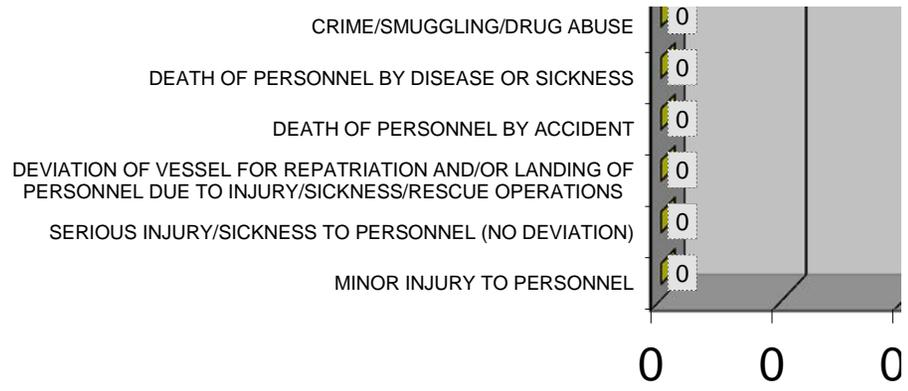 CRIME/SMUGGLING/DRUG ABUSE
0
DEATH OF PERSONNEL BY DISEASE OR SICKNESS
0
DEATH OF PERSONNEL BY ACCIDENT
0
DEVIATION OF VESSEL FOR REPATRIATION AND/OR LANDING OF
PERSONNEL DUE TO INJURY/SICKNESS/RESCUE OPERATIONS
0
SERIOUS INJURY/SICKNESS TO PERSONNEL (NO DEVIATION)
0
MINOR INJURY TO PERSONNEL
0
0 0 0